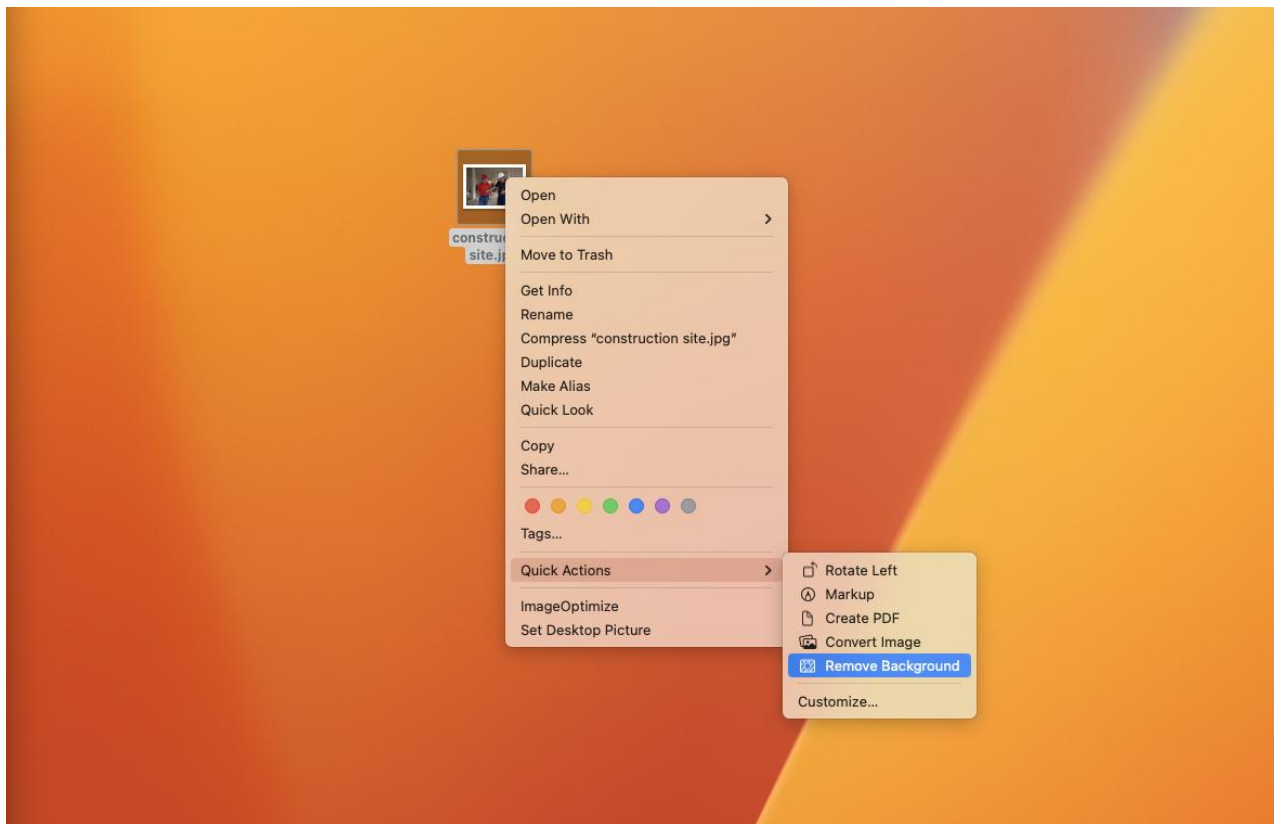 site.j
Open
Open With
Move to Trash
Get Info
Rename
Compress “construction site.jpg”
Duplicate
Make Alias
Quick Look
Copy
Share...
Tags...
Quick Actions
ImageOptimize
Set Desktop Picture
Rotate Left
Markup
Create PDF
Convert Image
Remove Background
Customize...